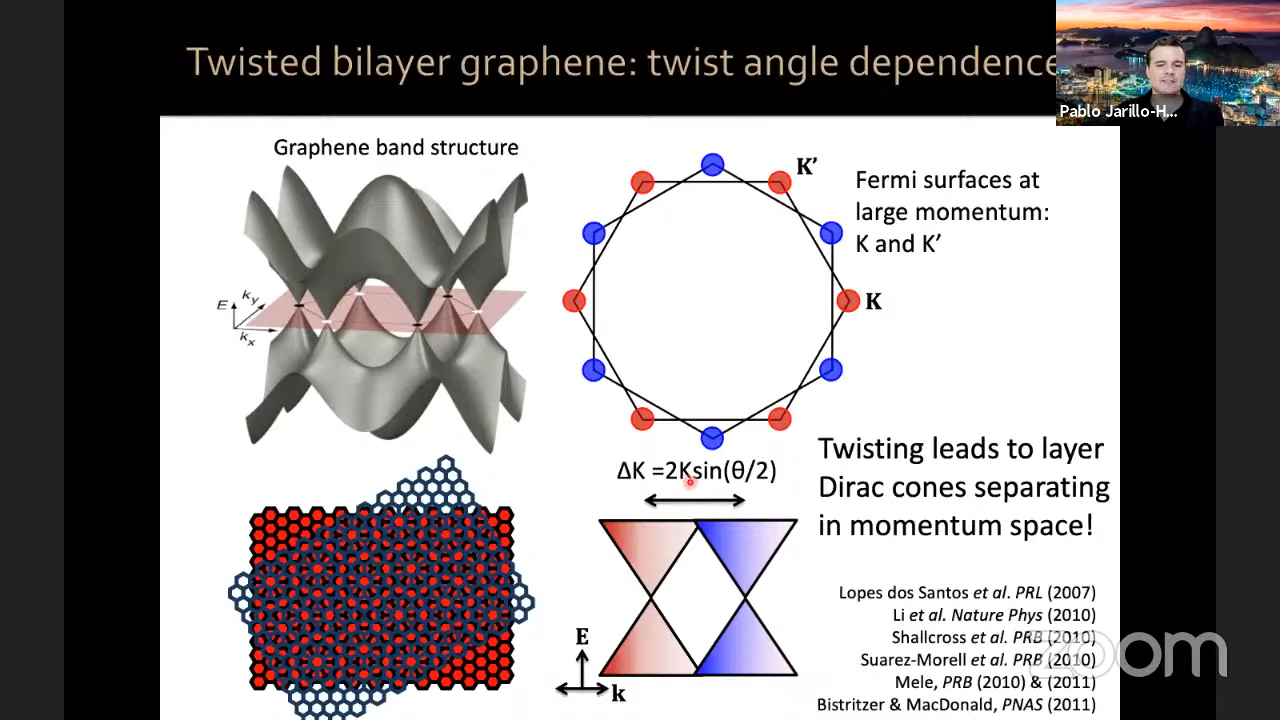 Twisted bilayer graphene: twist angle dependence
Pablo Jarillo-H...
Graphene band structure
K’
Fermi surfaces at
large momentum:
K and K’
K
E
ky
kx
ΔK =2Ksin(θ/2)
Twisting leads to layer
Dirac cones separating
in momentum space!
E
k
Lopes dos Santos et al. PRL (2007)
Li et al. Nature Phys (2010)
Shallcross et al. PRB (2010)
Suarez-Morell et al. PRB (2010)
Mele, PRB (2010) & (2011)
Bistritzer & MacDonald, PNAS (2011)
zoom